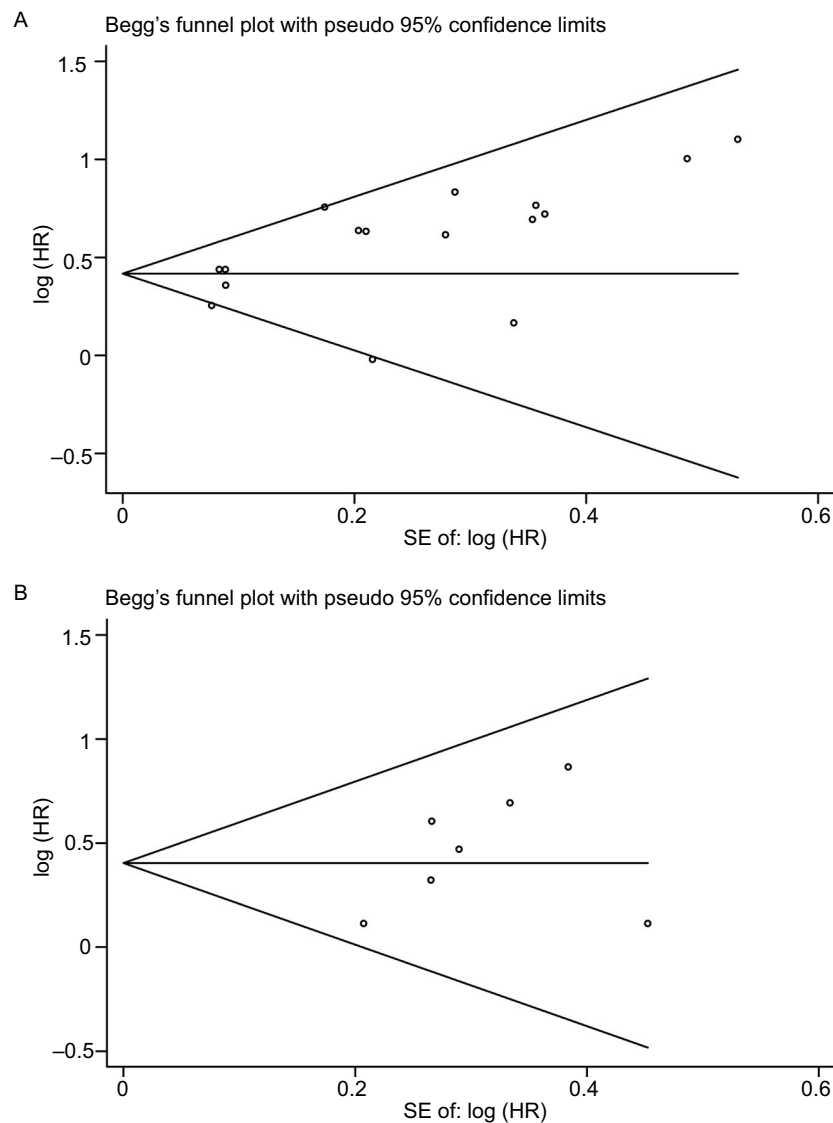 A
Begg’s funnel plot with pseudo 95% confidence limits
1.5
1
0.5
0
–0.5
log (HR)
0 0.2 0.4 0.6
SE of: log (HR)
B
Begg’s funnel plot with pseudo 95% confidence limits
1.5
1
0.5
0
–0.5
log (HR)
0 0.2 0.4 0.6
SE of: log (HR)